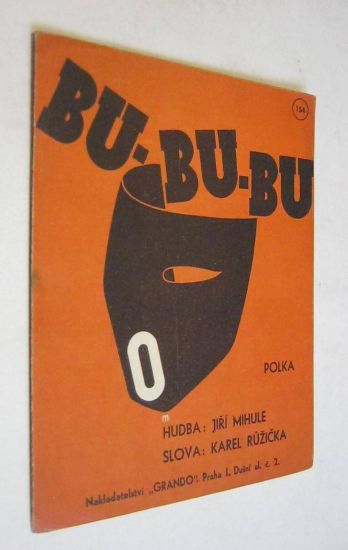 154
BU-BU-BU
O
m
POLKA
HUDBA: JIŘÍ MIHULE
SLOVA: KAREL RŮŽIČKA
Nakladatelství „GRANDO": Praha I., Dušní ul. č. 2.